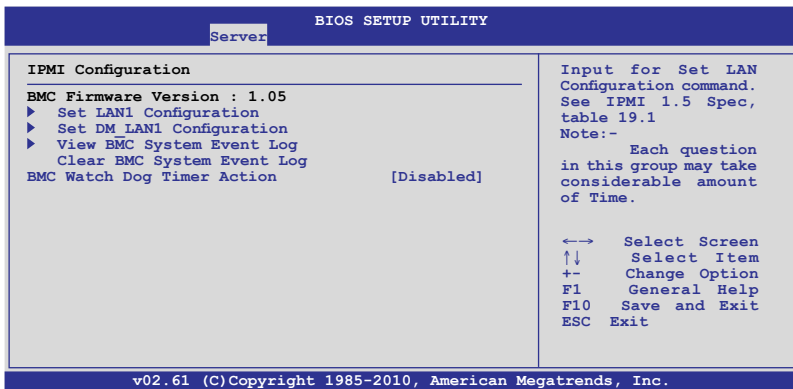 BIOS SETUP UTILITY
Server
IPMI Configuration
BMC Firmware Version : 1.05
Set LAN1 Configuration
Set DM_LAN1 Configuration
View BMC System Event Log
Clear BMC System Event Log
BMC Watch Dog Timer Action [Disabled]
Input for Set LAN
Configuration command.
See IPMI 1.5 Spec,
table 19.1
Note:-
Each question
in this group may take
considerable amount
of Time.
←→ Select Screen
↑↓ Select Item
+- Change Option
F1 General Help
F10 Save and Exit
ESC Exit
v02.61 (C)Copyright 1985-2010, American Megatrends, Inc.